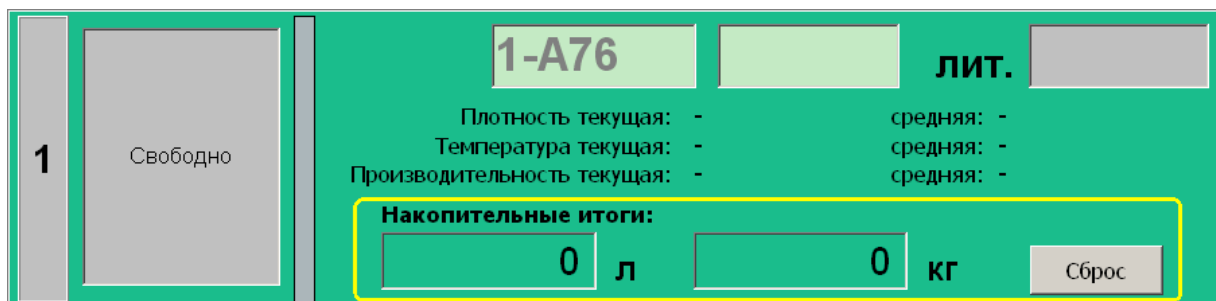 1-А76 лит.
Плотность текущая: - средняя: -
1 Свободно Температура текущая: - средняя: -
Производительность текущая: - средняя: -
Накопительные итоги:
0 л 0 кг Сброс